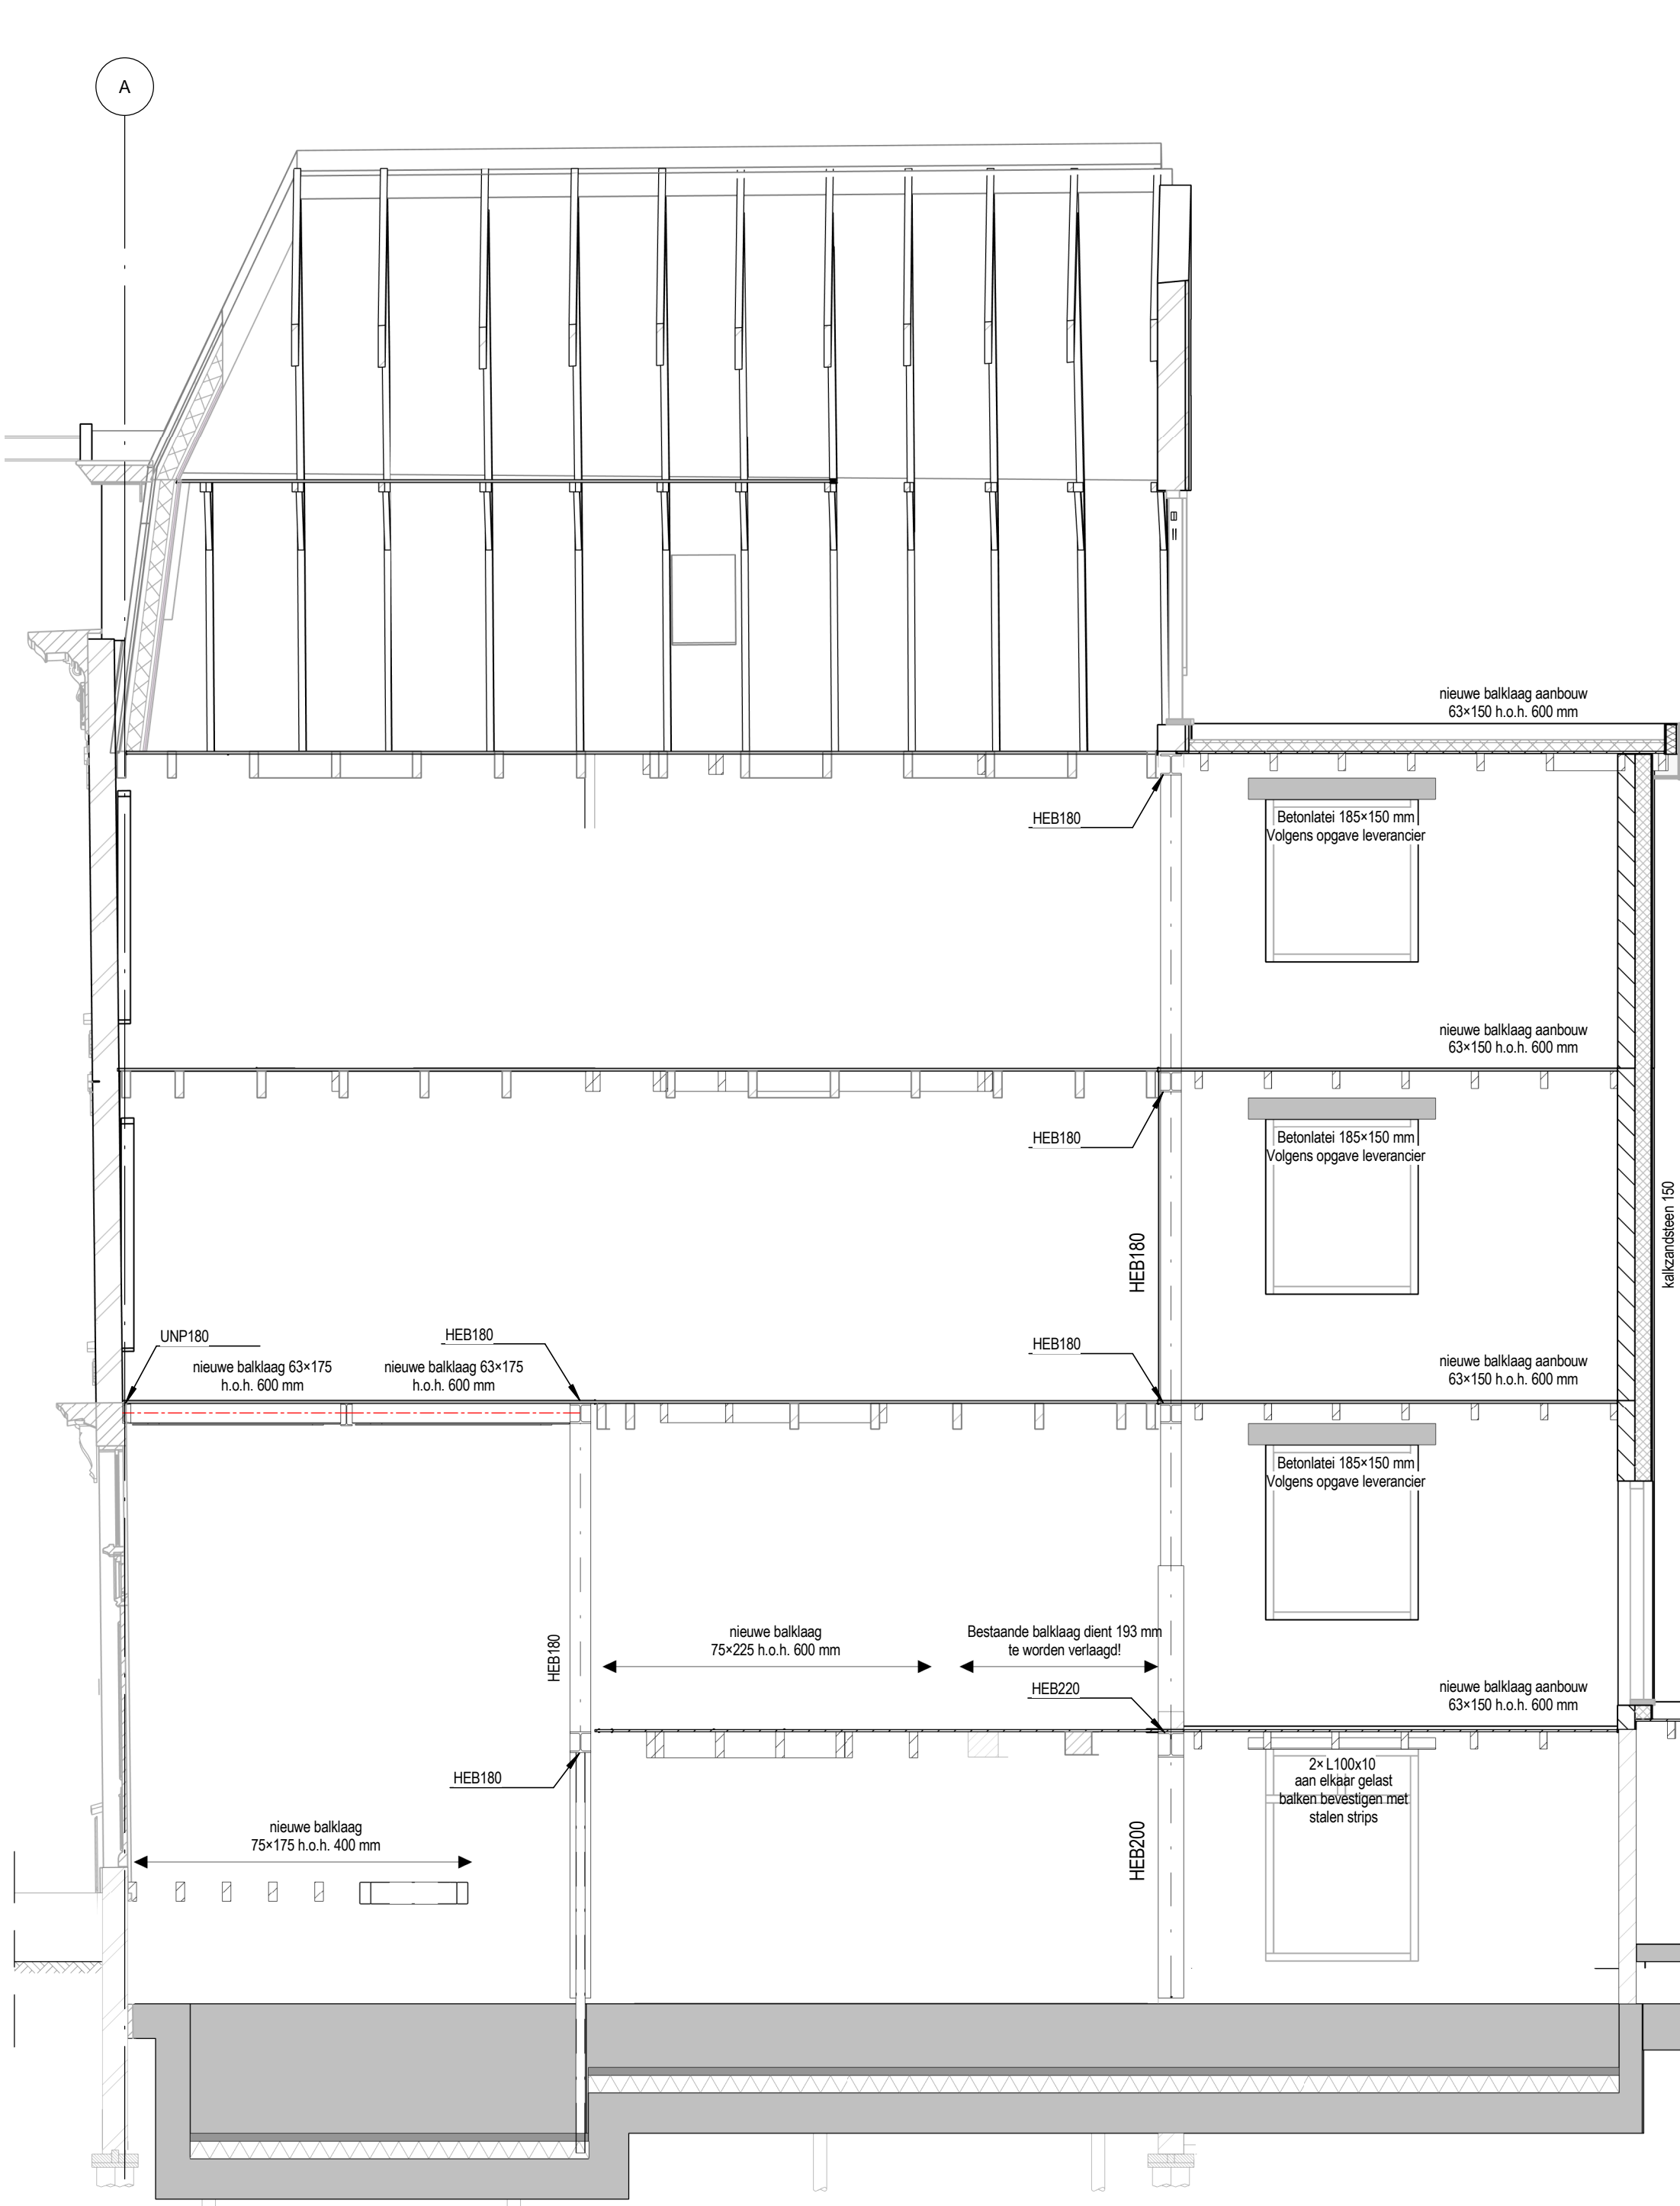 A
nieuwe balklaag aanbouw
63×150 h.o.h. 600 mm
HEB180
Betonlatei 185×150 mm
Volgens opgave leverancier
nieuwe balklaag aanbouw
63×150 h.o.h. 600 mm
HEB180
Betonlatei 185×150 mm
Volgens opgave leverancier
kalkzandsteen 150
HEB180
UNP180
HEB180
HEB180
nieuwe balklaag 63×175
h.o.h. 600 mm
nieuwe balklaag 63×175
h.o.h. 600 mm
nieuwe balklaag aanbouw
63×150 h.o.h. 600 mm
Betonlatei 185×150 mm
Volgens opgave leverancier
HEB180
nieuwe balklaag
75×225 h.o.h. 600 mm
Bestaande balklaag dient 193 mm
te worden verlaagd!
HEB220
nieuwe balklaag aanbouw
63×150 h.o.h. 600 mm
HEB180
2× L100x10
aan elkaar gelast
balken bevestigen met
stalen strips
nieuwe balklaag
75×175 h.o.h. 400 mm
HEB200